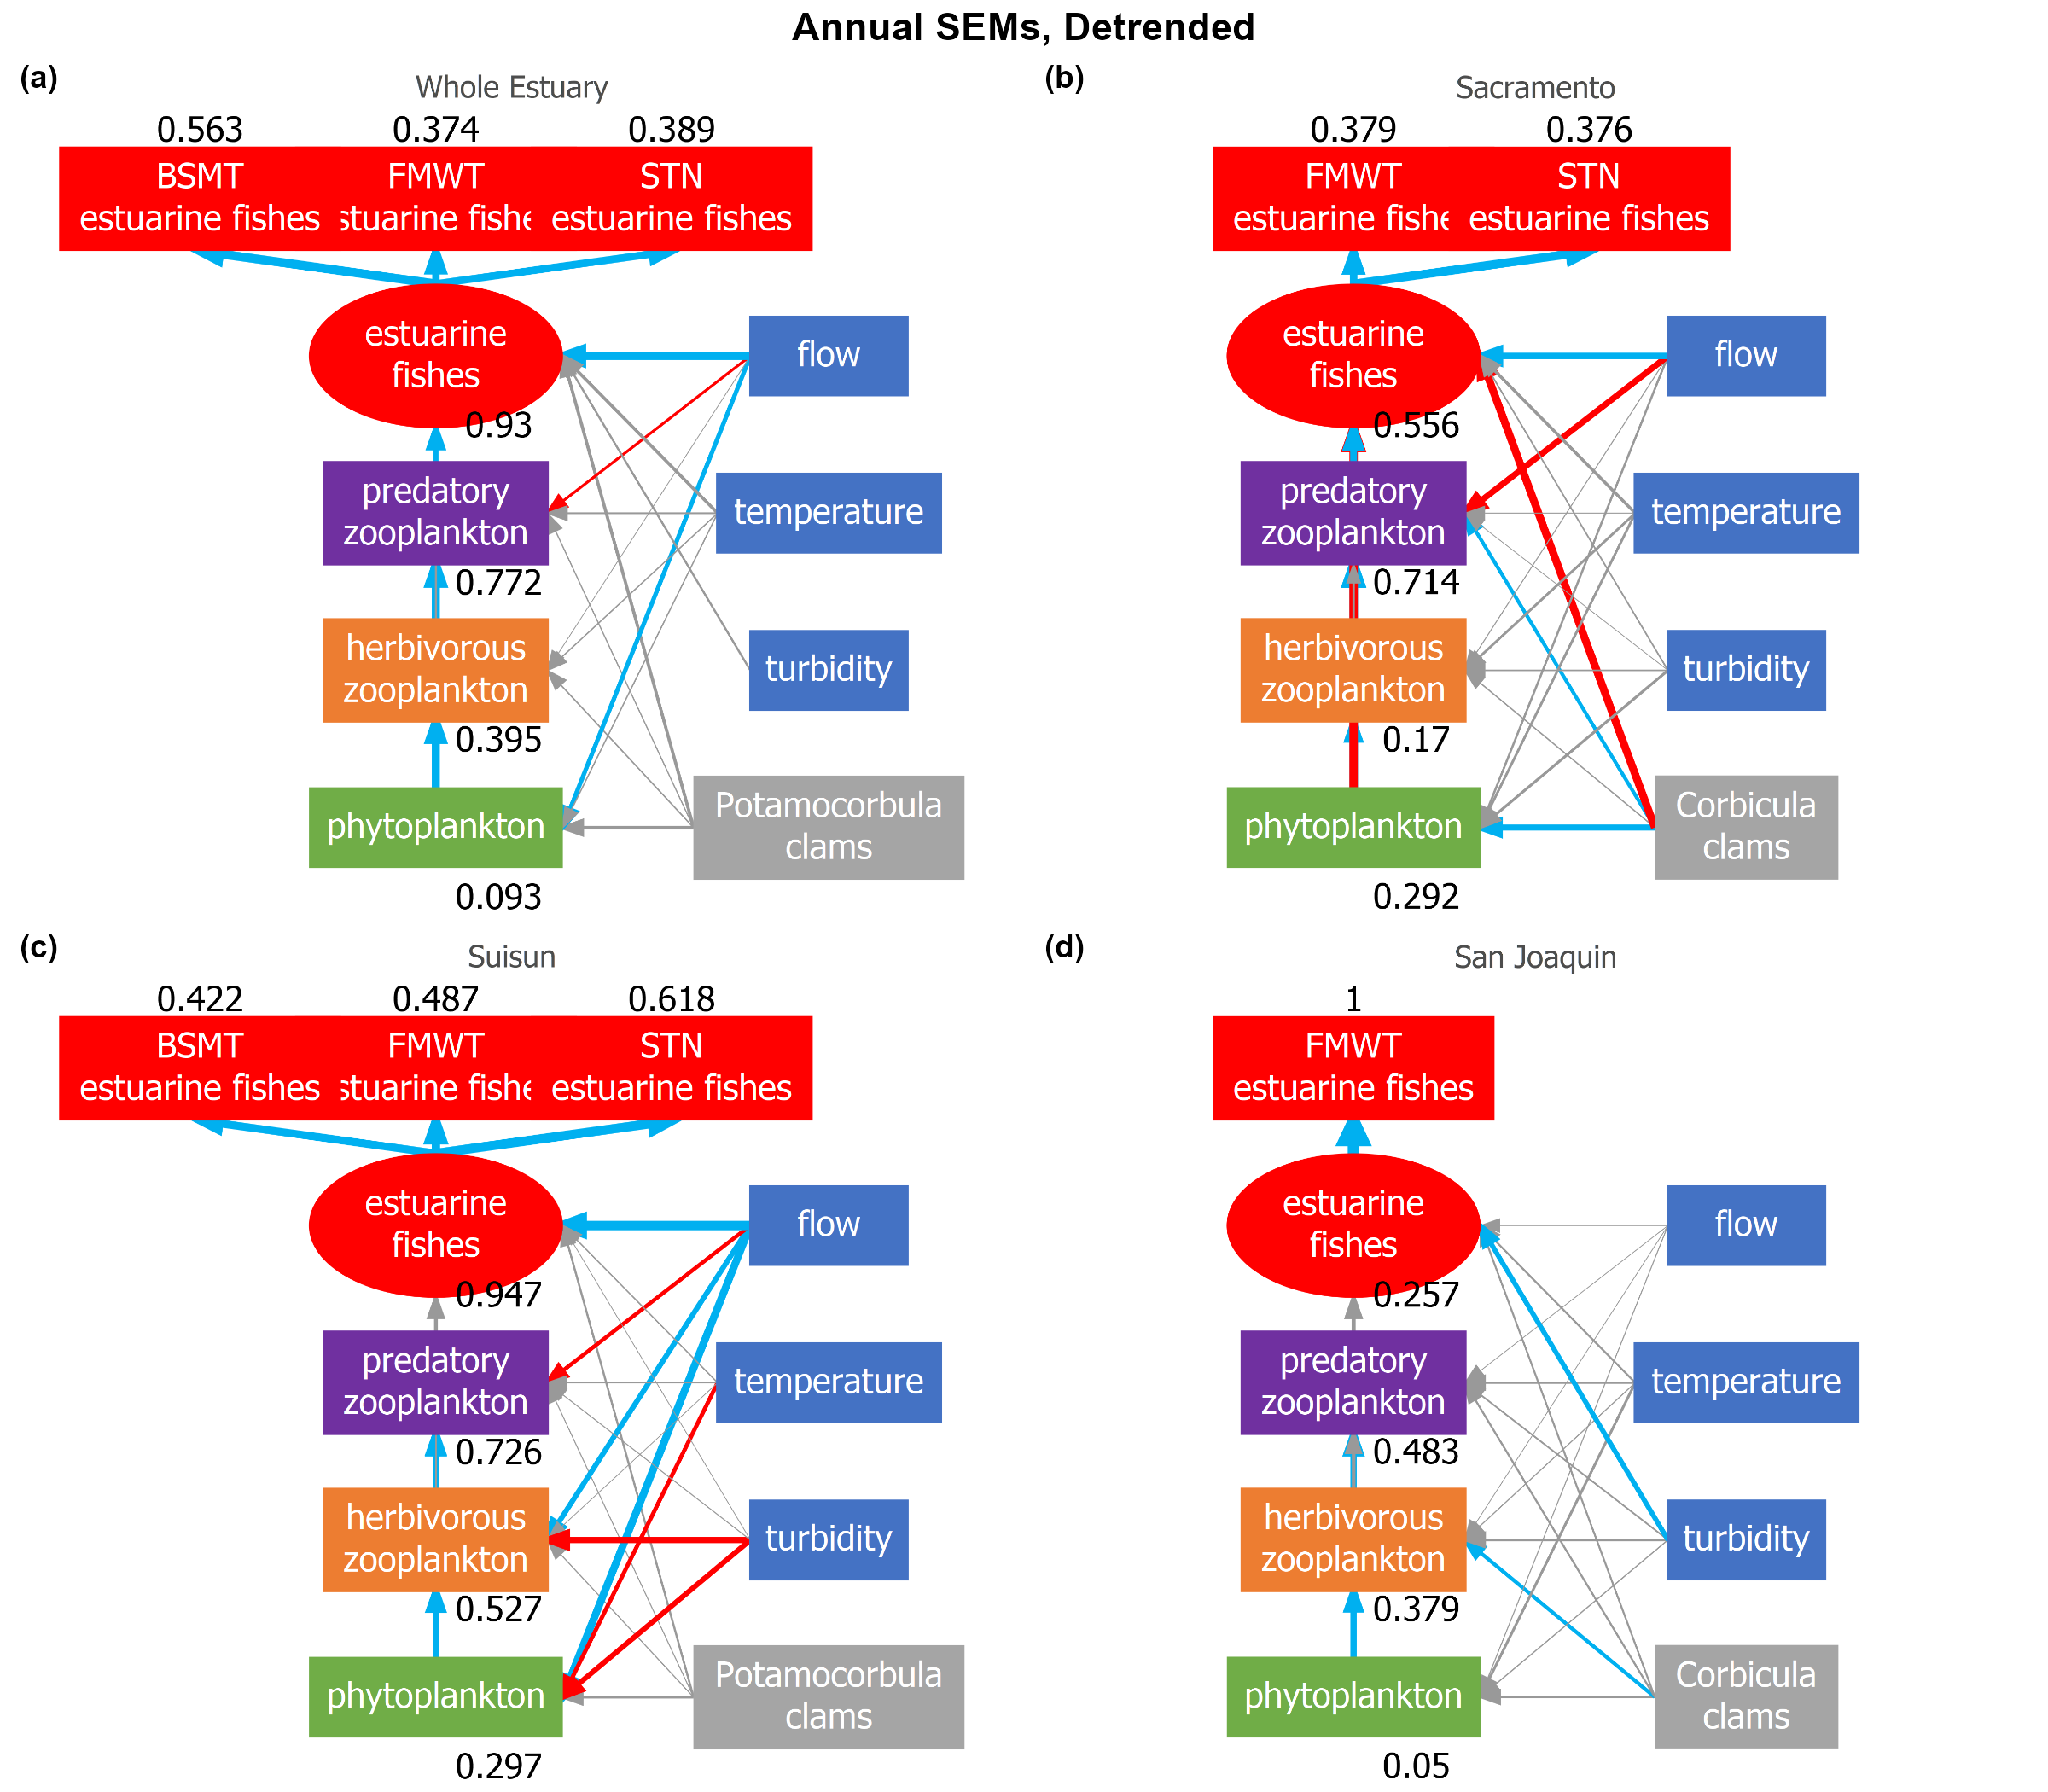 Annual SEMs, Detrended
(a)
Whole Estuary
0.563 0.374 0.389
BSMT FMWT STN
estuarine fishes stuarine fishe estuarine fishes
estuarine
fishes
flow
0.93
predatory
zooplankton
temperature
0.772
herbivorous
zooplankton
turbidity
0.395
phytoplankton
Potamocorbula
clams
0.093
(b)
Sacramento
0.379 0.376
FMWT STN
estuarine fishe estuarine fishes
estuarine
fishes
flow
0.556
predatory
zooplankton
temperature
0.714
herbivorous
zooplankton
turbidity
0.17
phytoplankton
Corbicula
clams
0.292
(c)
Suisun
0.422 0.487 0.618
BSMT FMWT STN
estuarine fishes stuarine fishe estuarine fishes
estuarine
fishes
flow
0.947
predatory
zooplankton
temperature
0.726
herbivorous
zooplankton
turbidity
0.527
phytoplankton
Potamocorbula
clams
0.297
(d)
San Joaquin
1
FMWT
estuarine fishes
estuarine
fishes
flow
0.257
predatory
zooplankton
temperature
0.483
herbivorous
zooplankton
turbidity
0.379
phytoplankton
Corbicula
clams
0.05